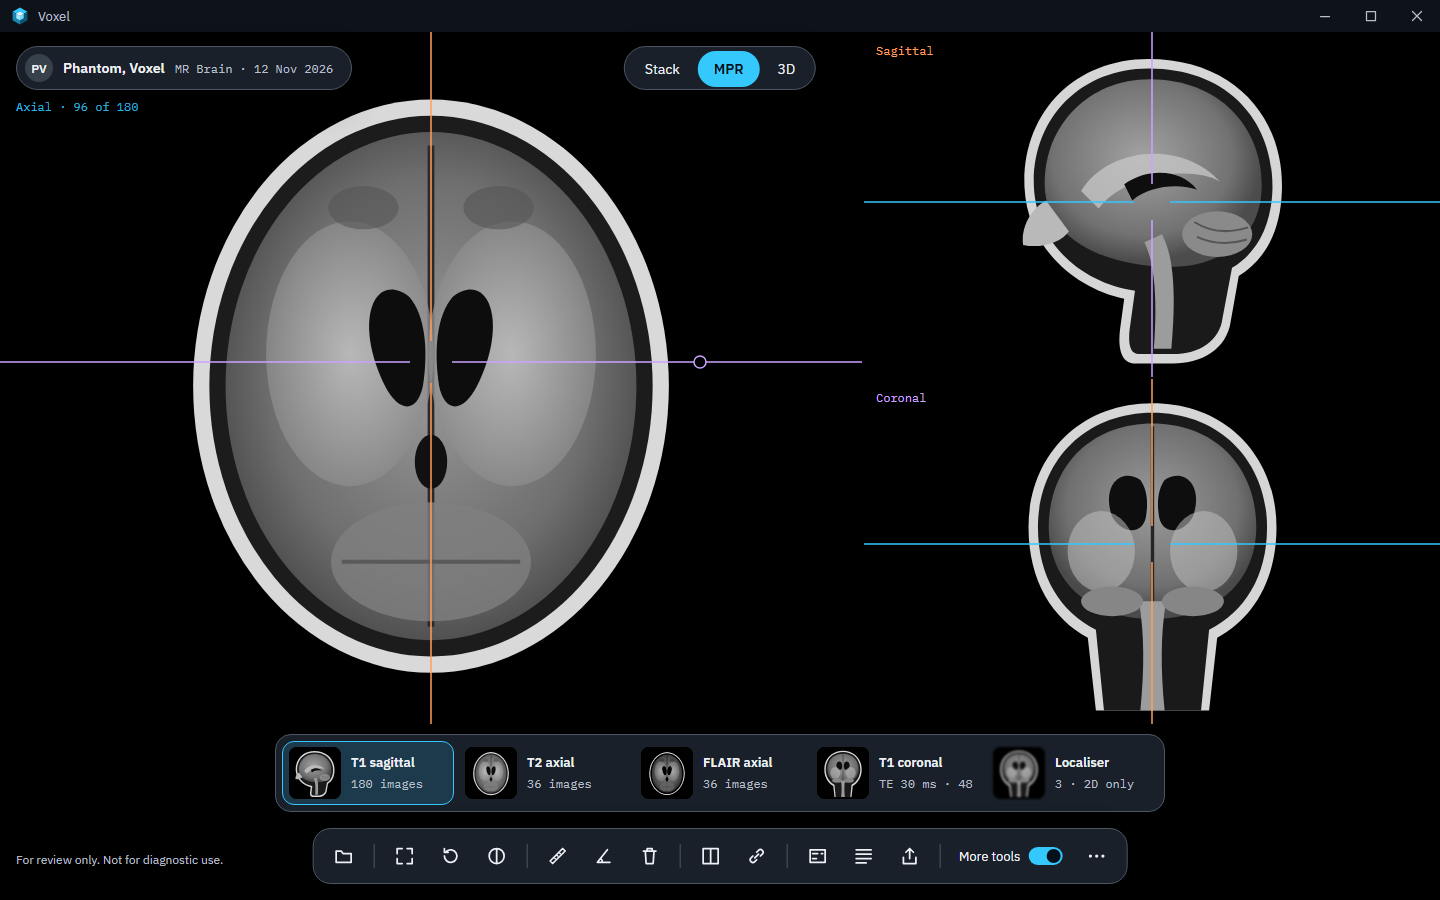 Voxel
PV Phantom, Voxel MR Brain · 12 Nov 2026
Stack MPR 3D
Axial · 96 of 180
Sagittal
Coronal
T1 sagittal
180 images
T2 axial
36 images
FLAIR axial
36 images
T1 coronal
TE 30 ms · 48
Localiser
3 · 2D only
For review only. Not for diagnostic use.
More tools